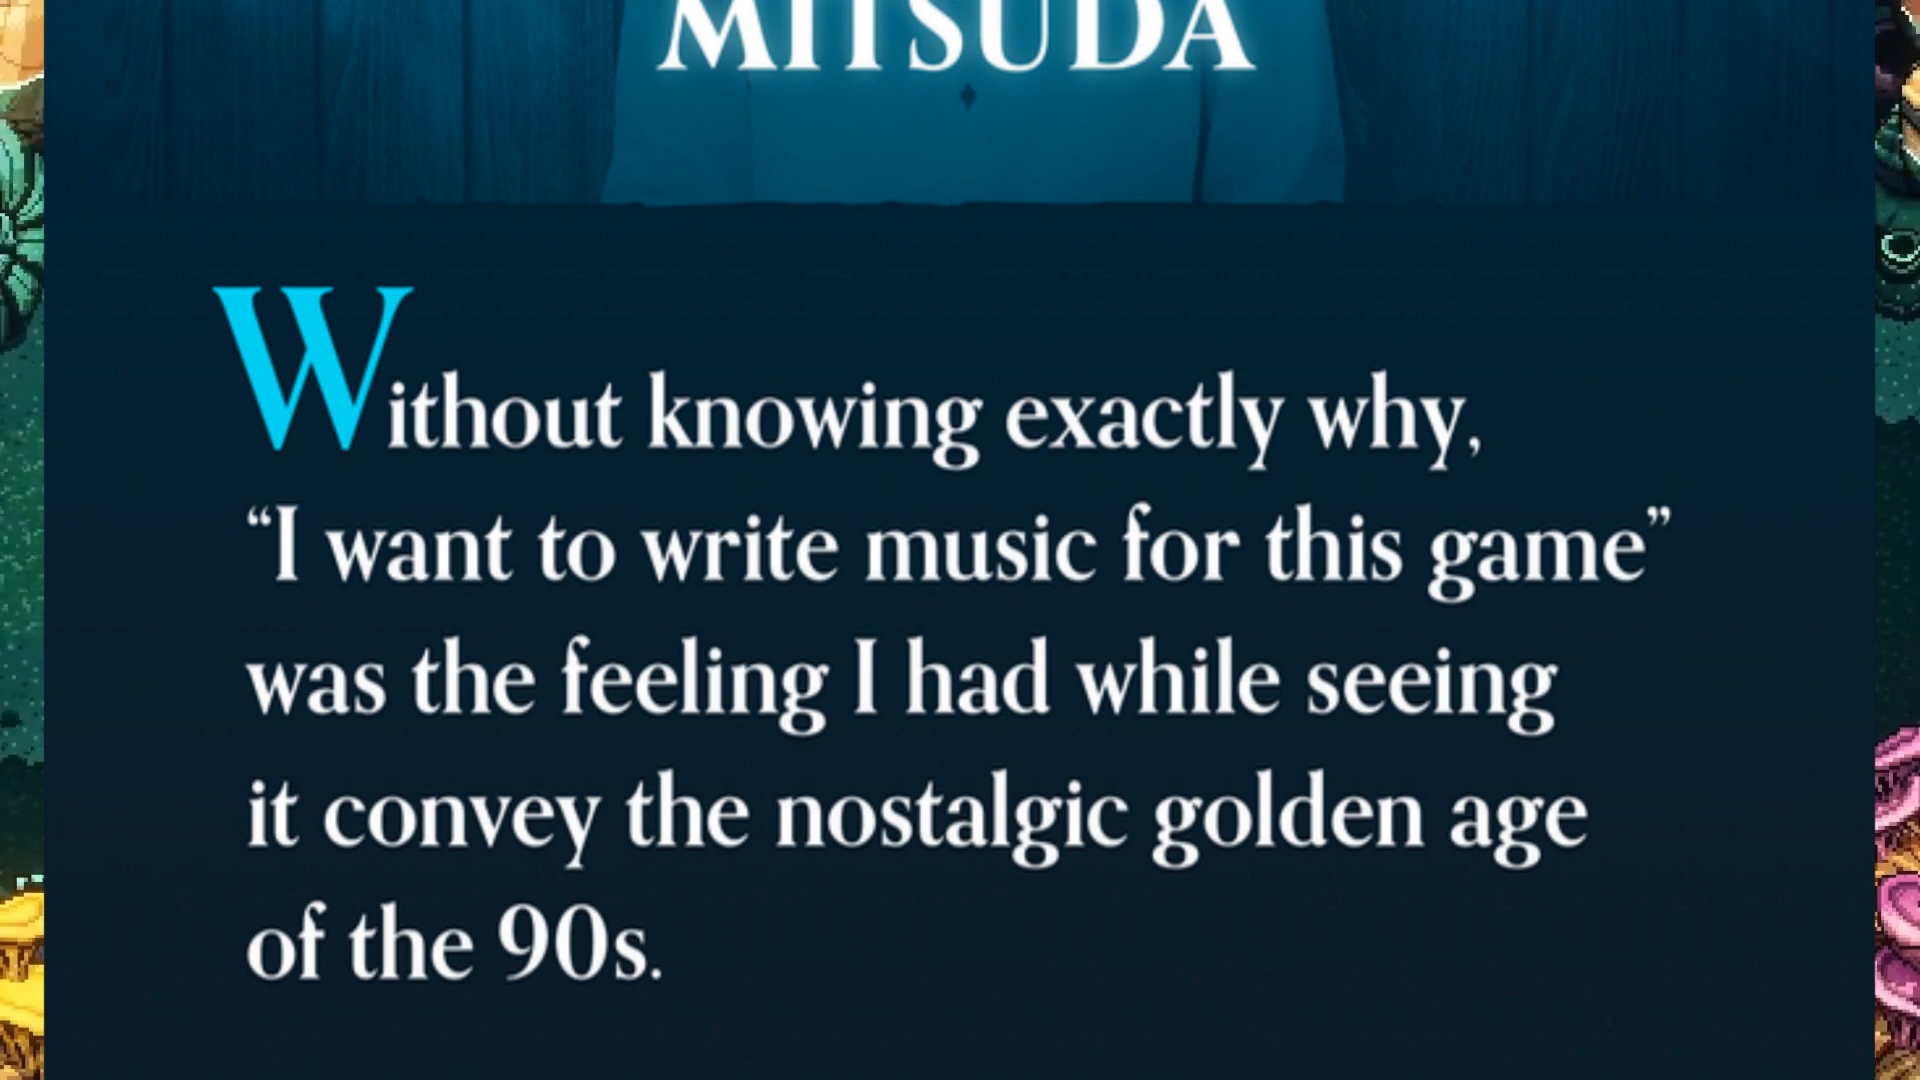 MITSUDA
Without knowing exactly why,
“I want to write music for this game”
was the feeling I had while seeing
it convey the nostalgic golden age
of the 90s.